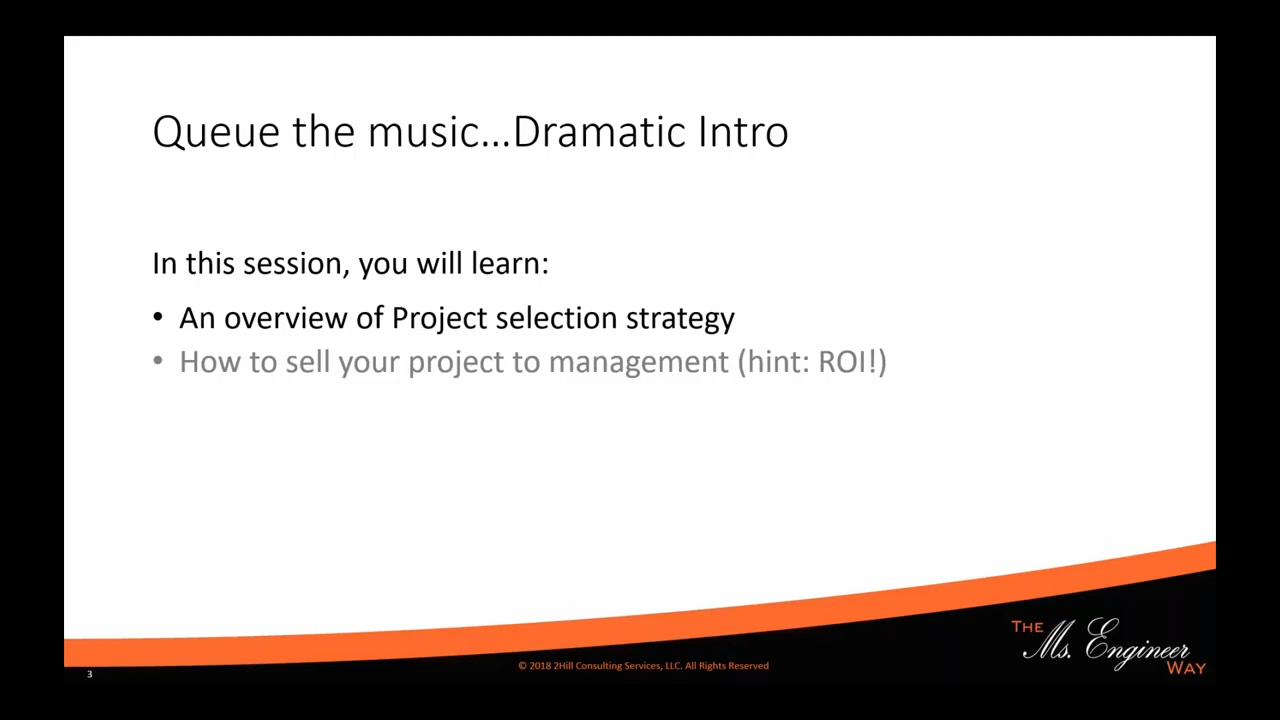 Queue the music...Dramatic Intro
In this session, you will learn:
• An overview of Project selection strategy
• How to sell your project to management (hint: ROI!)
THE
Ms. Engineer
WAY
© 2018 2Hill Consulting Services, LLC. All Rights Reserved
3